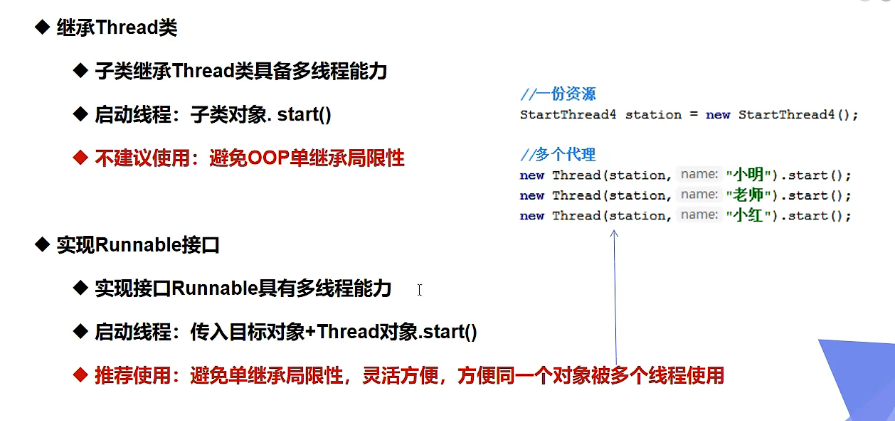 ◆ 继承Thread类
◆ 子类继承Thread类具备多线程能力
◆ 启动线程：子类对象. start()
◆ 不建议使用：避免OOP单继承局限性
◆ 实现Runnable接口
◆ 实现接口Runnable具有多线程能力
◆ 启动线程：传入目标对象+Thread对象.start()
◆ 推荐使用：避免单继承局限性，灵活方便，方便同一个对象被多个线程使用
//一份资源
StartThread4 station = new StartThread4();
//多个代理
new Thread(station, name: "小明").start();
new Thread(station, name: "老师").start();
new Thread(station, name: "小红").start();